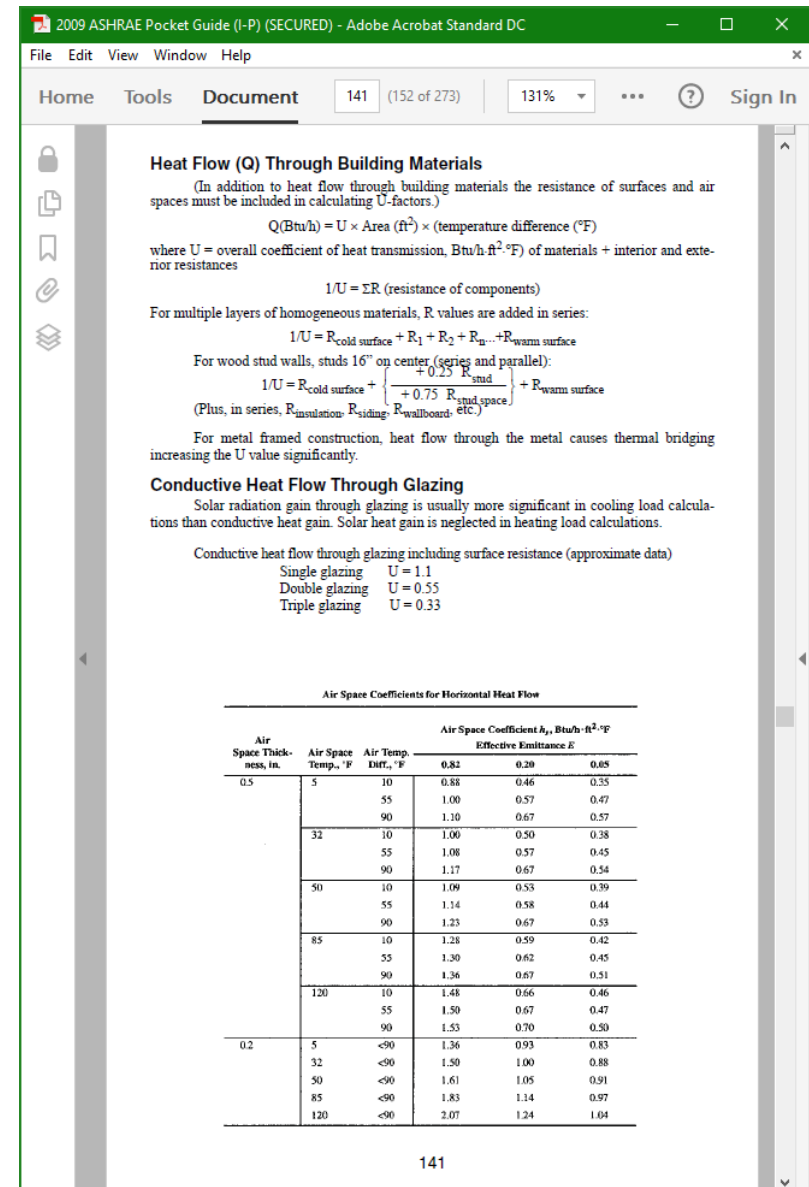 2009 ASHRAE Pocket Guide (I-P) (SECURED) - Adobe Acrobat Standard DC
File Edit View Window Help
Home Tools Document 141 (152 of 273) 131% ••• ? Sign In
Heat Flow (Q) Through Building Materials
(In addition to heat flow through building materials the resistance of surfaces and air
spaces must be included in calculating U-factors.)
Q(Btu/h) = U × Area (ft²) × (temperature difference (°F)
where U = overall coefficient of heat transmission, Btu/h·ft²·°F) of materials + interior and exte-
rior resistances
1/U = ΣR (resistance of components)
For multiple layers of homogeneous materials, R values are added in series:
1/U = Rcold surface + R1 + R2 + Rn...+Rwarm surface
For wood stud walls, studs 16” on center (series and parallel):
1/U = Rcold surface + { +0.25 Rstud / +0.75 Rstud space } + Rwarm surface
(Plus, in series, Rinsulation, Rsiding, Rwallboard, etc.)
For metal framed construction, heat flow through the metal causes thermal bridging
increasing the U value significantly.
Conductive Heat Flow Through Glazing
Solar radiation gain through glazing is usually more significant in cooling load calcula-
tions than conductive heat gain. Solar heat gain is neglected in heating load calculations.
Conductive heat flow through glazing including surface resistance (approximate data)
Single glazing U = 1.1
Double glazing U = 0.55
Triple glazing U = 0.33
Air Space Coefficients for Horizontal Heat Flow
Air Space Coefficient hs, Btu/h·ft²·°F
Effective Emittance E
Air
Space Thick- Air Space Air Temp.
ness, in. Temp., °F Diff., °F 0.82 0.20 0.05
0.5 5 10 0.88 0.46 0.35
55 1.00 0.57 0.47
90 1.10 0.67 0.57
32 10 1.00 0.50 0.38
55 1.08 0.57 0.45
90 1.17 0.67 0.54
50 10 1.09 0.53 0.39
55 1.14 0.58 0.44
90 1.23 0.67 0.53
85 10 1.28 0.59 0.42
55 1.30 0.62 0.45
90 1.36 0.67 0.51
120 10 1.48 0.66 0.46
55 1.50 0.67 0.47
90 1.53 0.70 0.50
0.2 5 <90 1.36 0.93 0.83
32 <90 1.50 1.00 0.88
50 <90 1.61 1.05 0.91
85 <90 1.83 1.14 0.97
120 <90 2.07 1.24 1.04
141